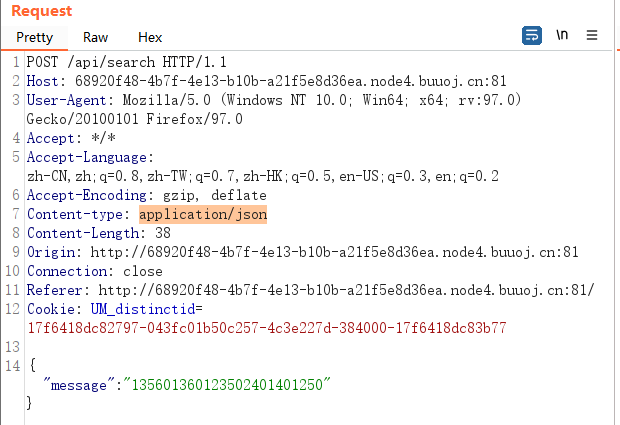 Request
Pretty Raw Hex \n
1 POST /api/search HTTP/1.1
2 Host: 68920f48-4b7f-4e13-b10b-a21f5e8d36ea.node4.buuoj.cn:81
3 User-Agent: Mozilla/5.0 (Windows NT 10.0; Win64; x64; rv:97.0)
Gecko/20100101 Firefox/97.0
4 Accept: */*
5 Accept-Language:
zh-CN,zh;q=0.8,zh-TW;q=0.7,zh-HK;q=0.5,en-US;q=0.3,en;q=0.2
6 Accept-Encoding: gzip, deflate
7 Content-type: application/json
8 Content-Length: 38
9 Origin: http://68920f48-4b7f-4e13-b10b-a21f5e8d36ea.node4.buuoj.cn:81
10 Connection: close
11 Referer: http://68920f48-4b7f-4e13-b10b-a21f5e8d36ea.node4.buuoj.cn:81/
12 Cookie: UM_distinctid=
17f6418dc82797-043fc01b50c257-4c3e227d-384000-17f6418dc83b77
13
14 {
"message":"135601360123502401401250"
}